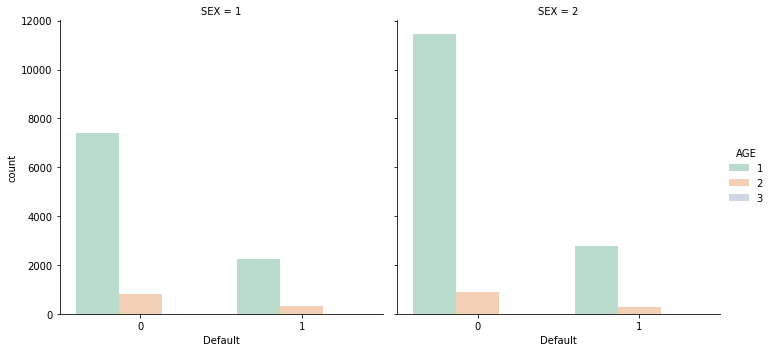 SEX = 1
SEX = 2
12000
10000
8000
6000
4000
2000
0
count
0
1
Default
0
1
Default
AGE
1
2
3